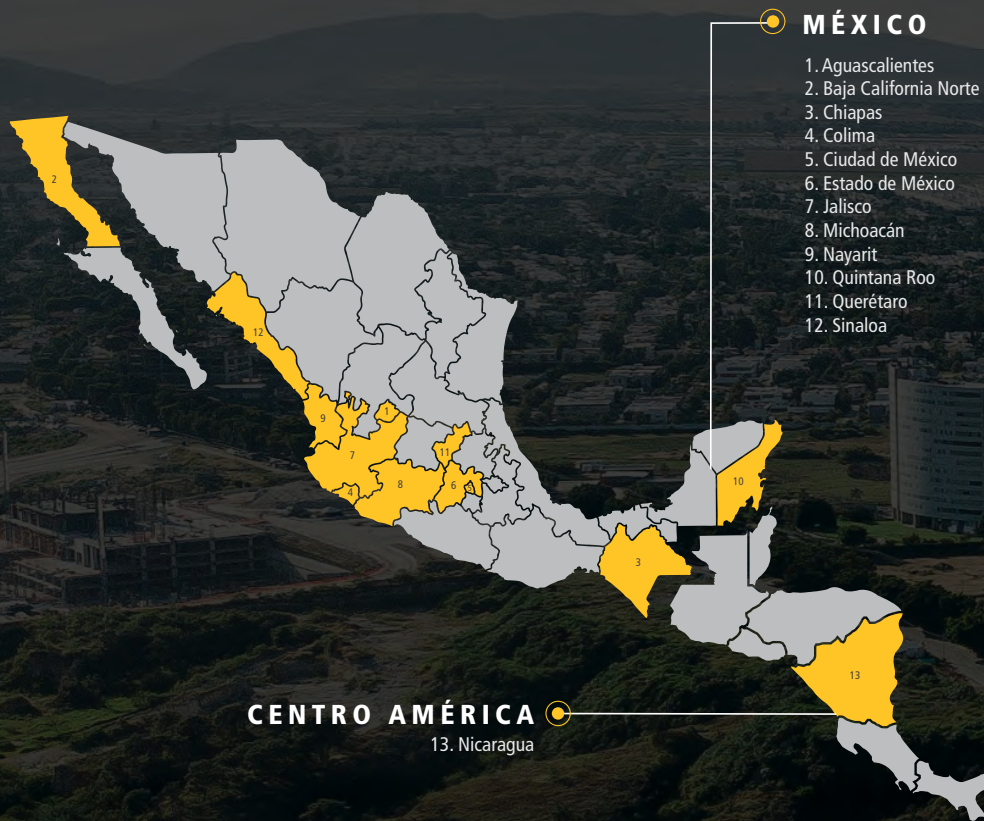 MÉXICO
1. Aguascalientes
2. Baja California Norte
3. Chiapas
4. Colima
5. Ciudad de México
6. Estado de México
7. Jalisco
8. Michoacán
9. Nayarit
10. Quintana Roo
11. Querétaro
12. Sinaloa
2
12
1
9
11
7
10
8
6
5
4
3
13
CENTRO AMÉRICA
13. Nicaragua